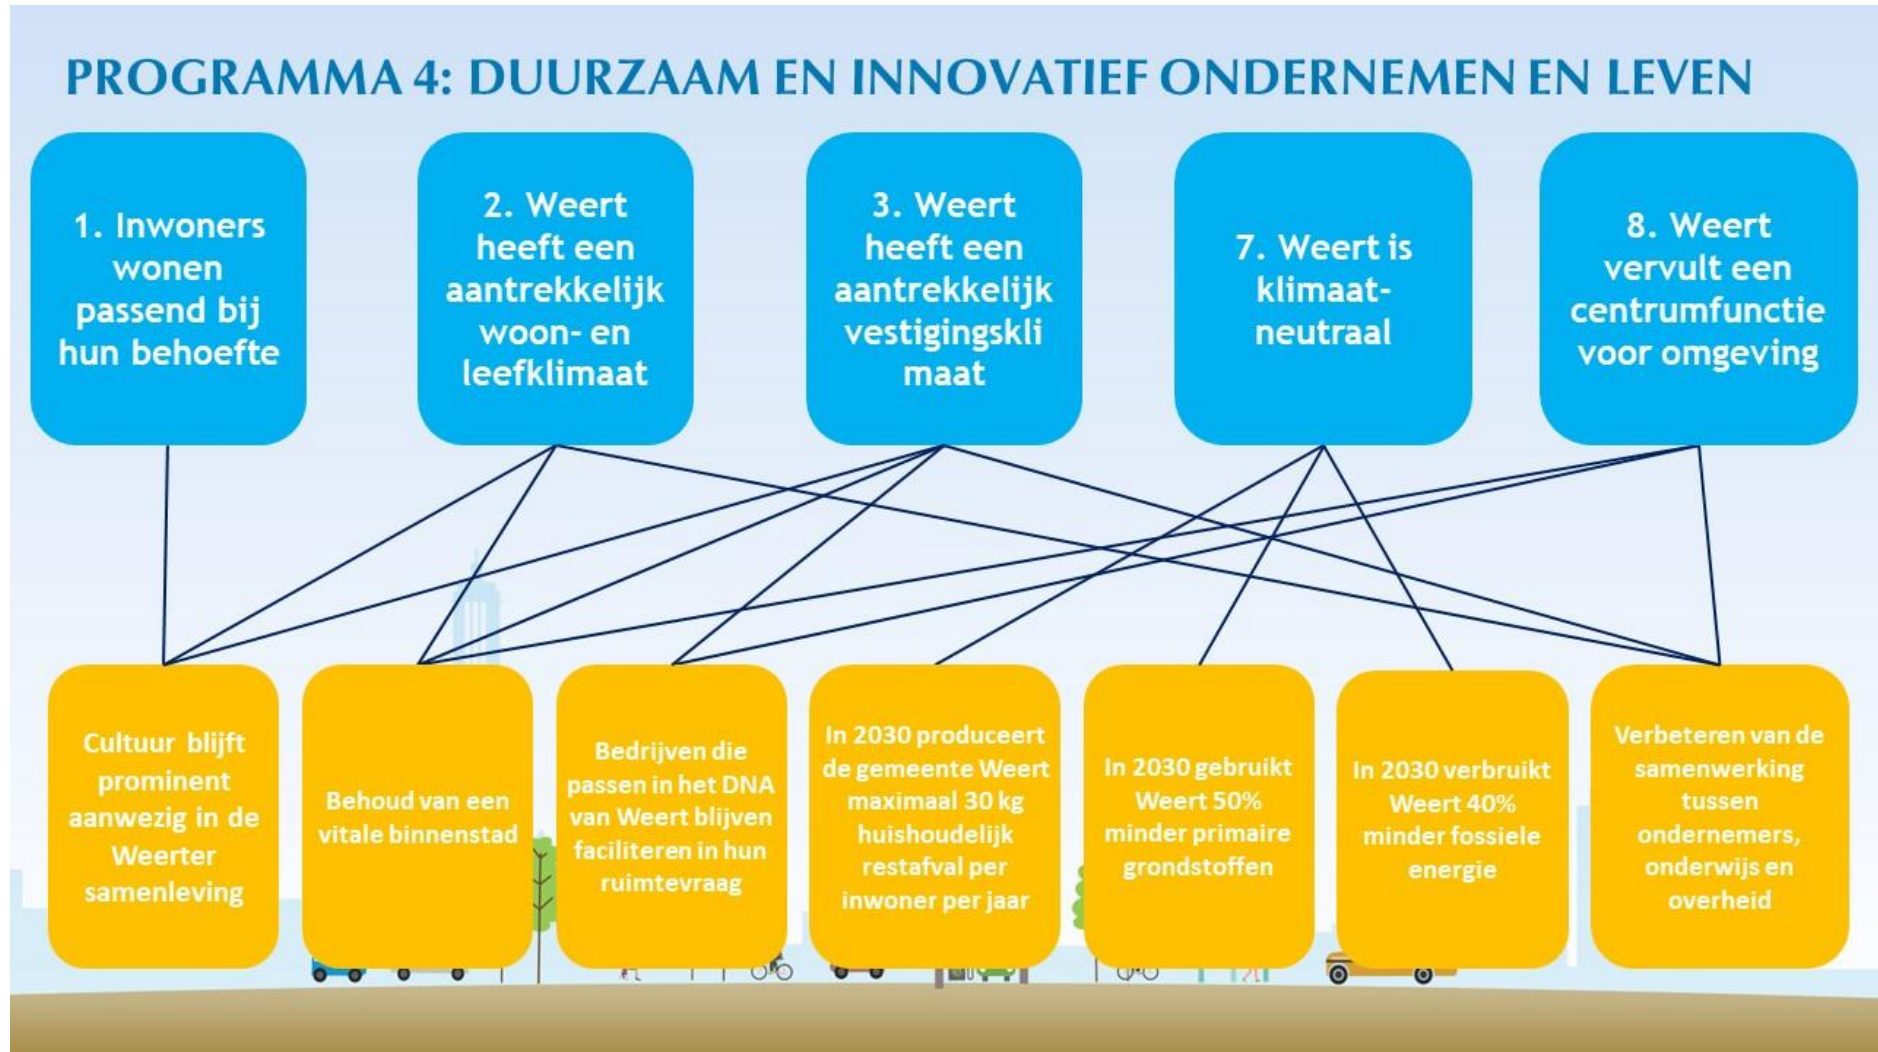 PROGRAMMA 4: DUURZAAM EN INNOVATIEF ONDERNEMEN EN LEVEN
1. Inwoners
wonen
passend bij
hun behoefte
2. Weert
heeft een
aantrekkelijk
woon- en
leefklimaat
3. Weert
heeft een
aantrekkelijk
vestigingskli
maat
7. Weert is
klimaat-
neutraal
8. Weert
vervult een
centrumfunctie
voor omgeving
Cultuur blijft
prominent
aanwezig in de
Weerter
samenleving
Behoud van een
vitale binnenstad
Bedrijven die
passen in het DNA
van Weert blijven
faciliteren in hun
ruimtevraag
In 2030 produceert
de gemeente Weert
maximaal 30 kg
huishoudelijk
restafval per
inwoner per jaar
In 2030 gebruikt
Weert 50%
minder primaire
grondstoffen
In 2030 verbruikt
Weert 40%
minder fossiele
energie
Verbeteren van de
samenwerking
tussen
ondernemers,
onderwijs en
overheid